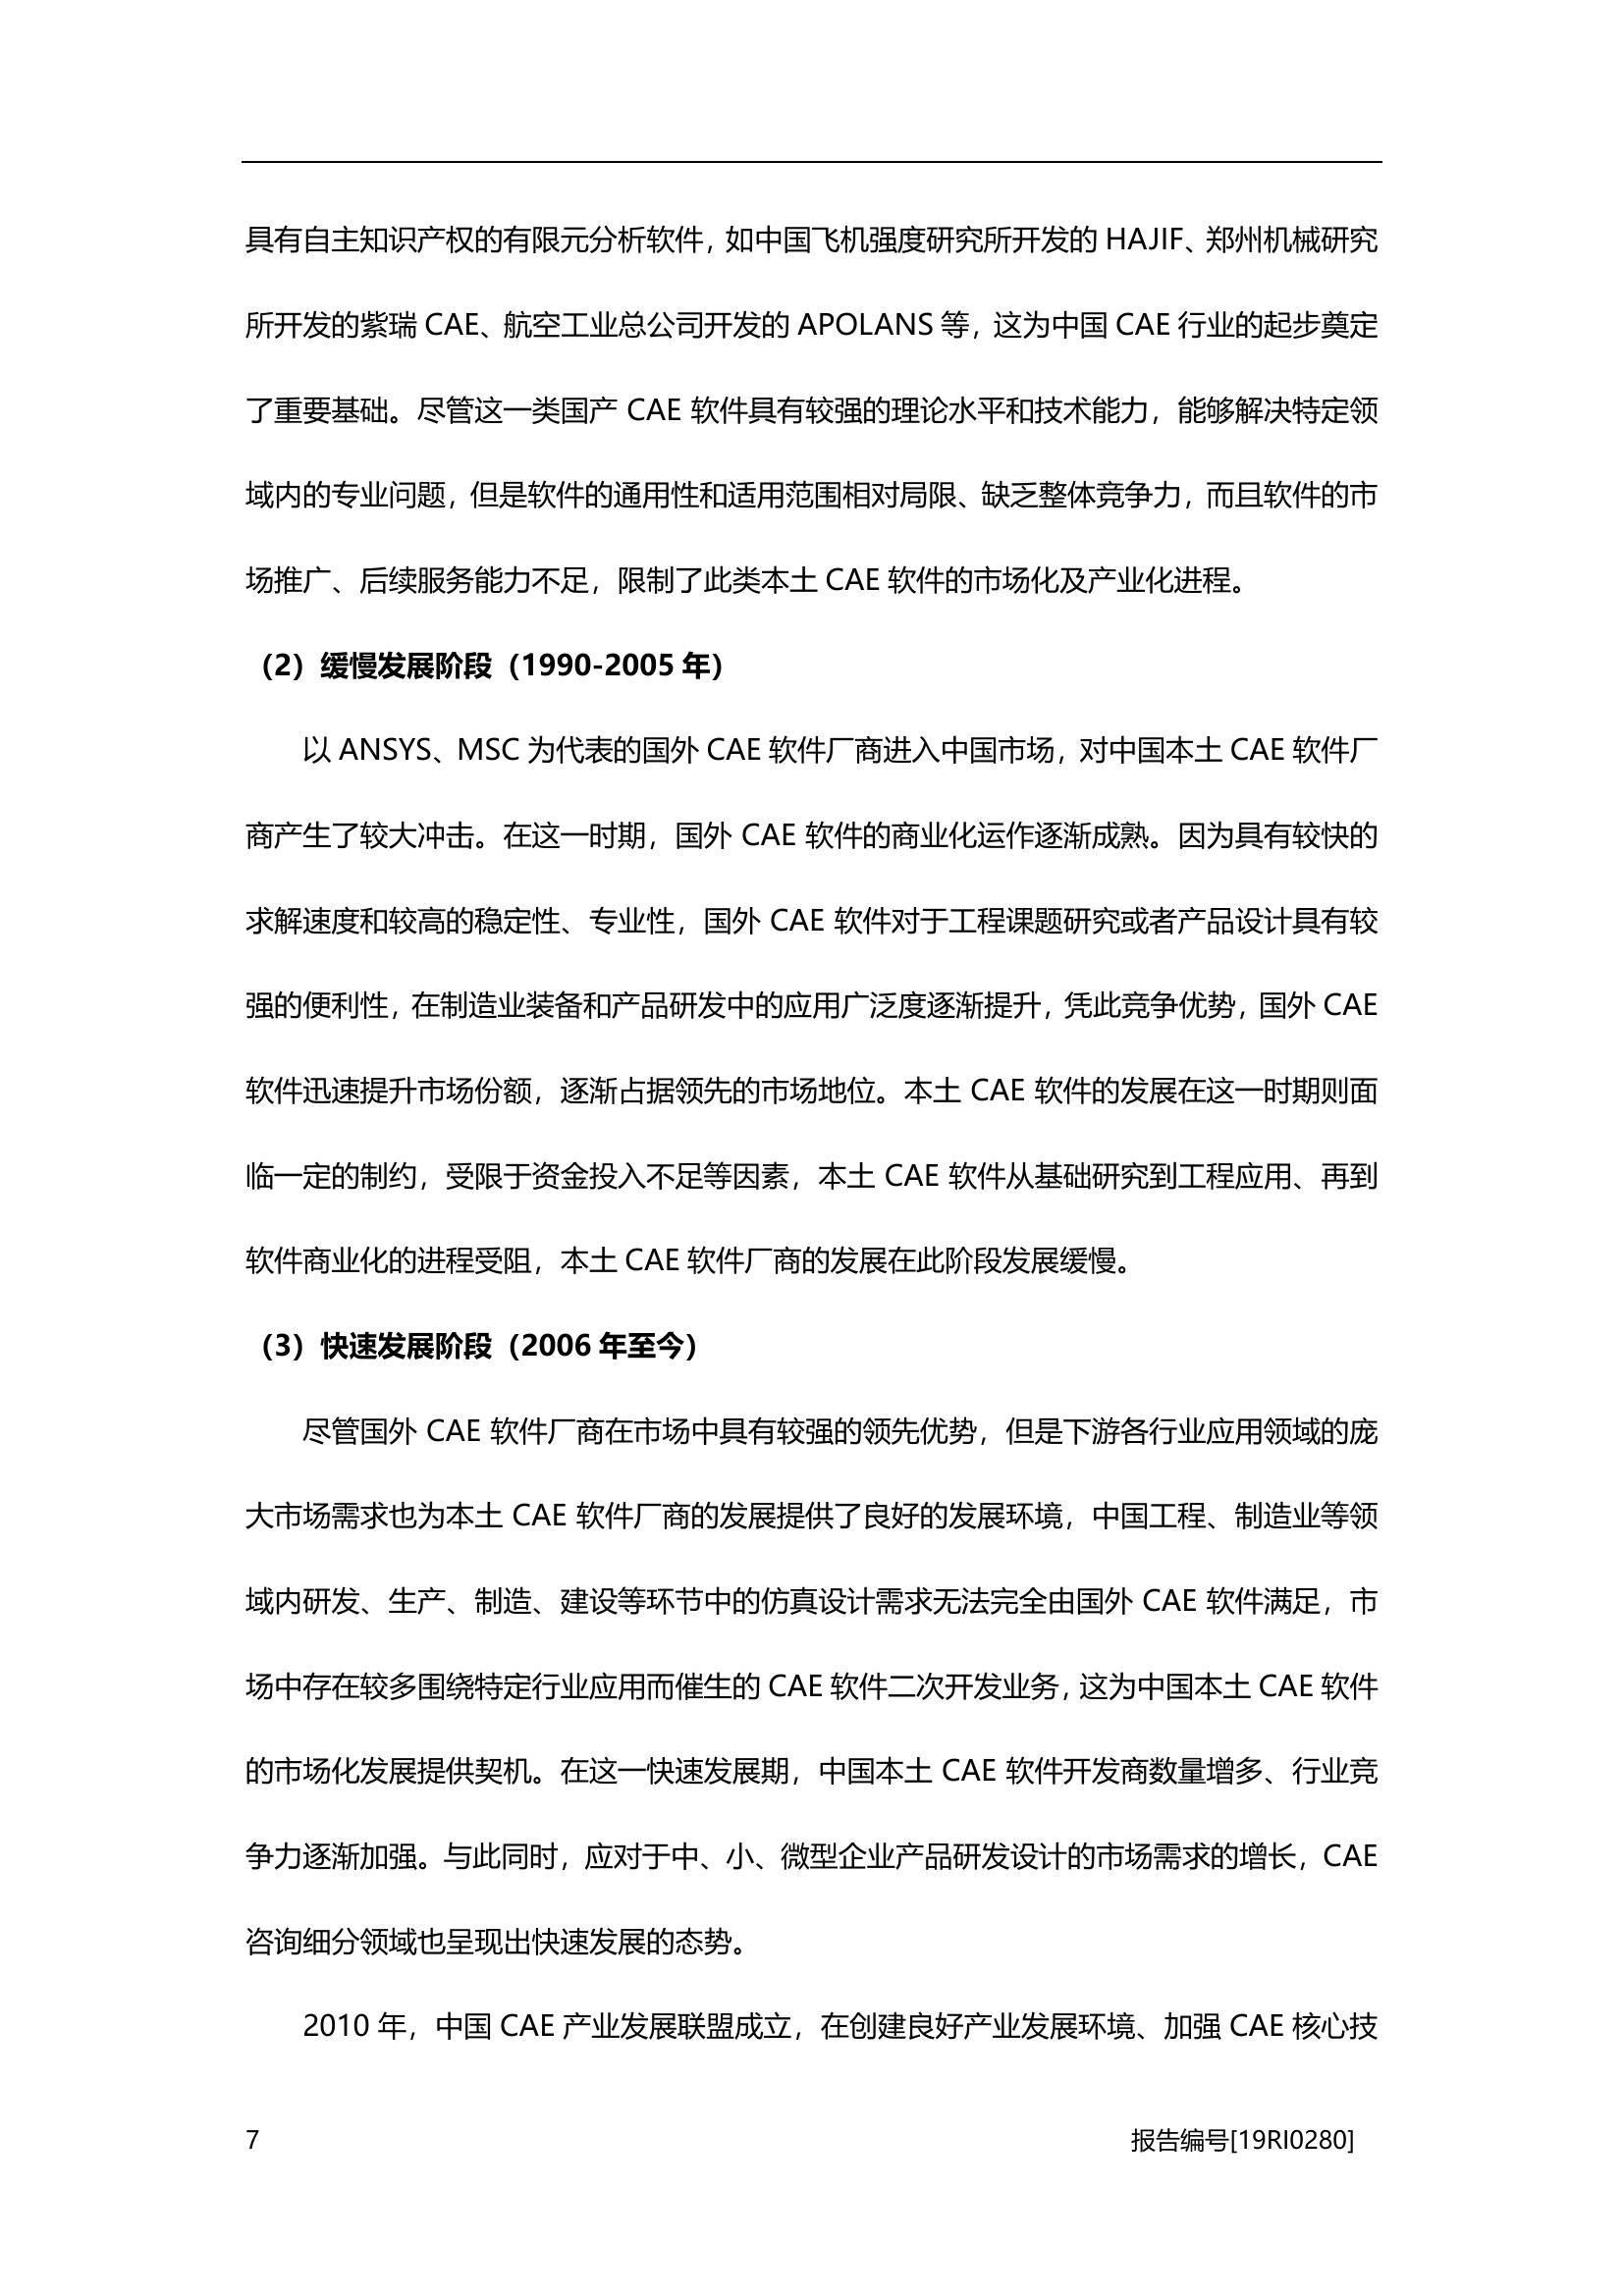 具有自主知识产权的有限元分析软件，如中国飞机强度研究所开发的 HAJIF、郑州机械研究
所开发的紫瑞 CAE、航空工业总公司开发的 APOLANS 等，这为中国 CAE 行业的起步奠定
了重要基础。尽管这一类国产 CAE 软件具有较强的理论水平和技术能力，能够解决特定领
域内的专业问题，但是软件的通用性和适用范围相对局限、缺乏整体竞争力，而且软件的市
场推广、后续服务能力不足，限制了此类本土 CAE 软件的市场化及产业化进程。
（2）缓慢发展阶段（1990-2005 年）
以 ANSYS、MSC 为代表的国外 CAE 软件厂商进入中国市场，对中国本土 CAE 软件厂
商产生了较大冲击。在这一时期，国外 CAE 软件的商业化运作逐渐成熟。因为具有较快的
求解速度和较高的稳定性、专业性，国外 CAE 软件对于工程课题研究或者产品设计具有较
强的便利性，在制造业装备和产品研发中的应用广泛度逐渐提升，凭此竞争优势，国外 CAE
软件迅速提升市场份额，逐渐占据领先的市场地位。本土 CAE 软件的发展在这一时期则面
临一定的制约，受限于资金投入不足等因素，本土 CAE 软件从基础研究到工程应用、再到
软件商业化的进程受阻，本土 CAE 软件厂商的发展在此阶段发展缓慢。
（3）快速发展阶段（2006 年至今）
尽管国外 CAE 软件厂商在市场中具有较强的领先优势，但是下游各行业应用领域的庞
大市场需求也为本土 CAE 软件厂商的发展提供了良好的发展环境，中国工程、制造业等领
域内研发、生产、制造、建设等环节中的仿真设计需求无法完全由国外 CAE 软件满足，市
场中存在较多围绕特定行业应用而催生的 CAE 软件二次开发业务，这为中国本土 CAE 软件
的市场化发展提供契机。在这一快速发展期，中国本土 CAE 软件开发商数量增多、行业竞
争力逐渐加强。与此同时，应对于中、小、微型企业产品研发设计的市场需求的增长，CAE
咨询细分领域也呈现出快速发展的态势。
2010 年，中国 CAE 产业发展联盟成立，在创建良好产业发展环境、加强 CAE 核心技
7 报告编号[19RI0280]